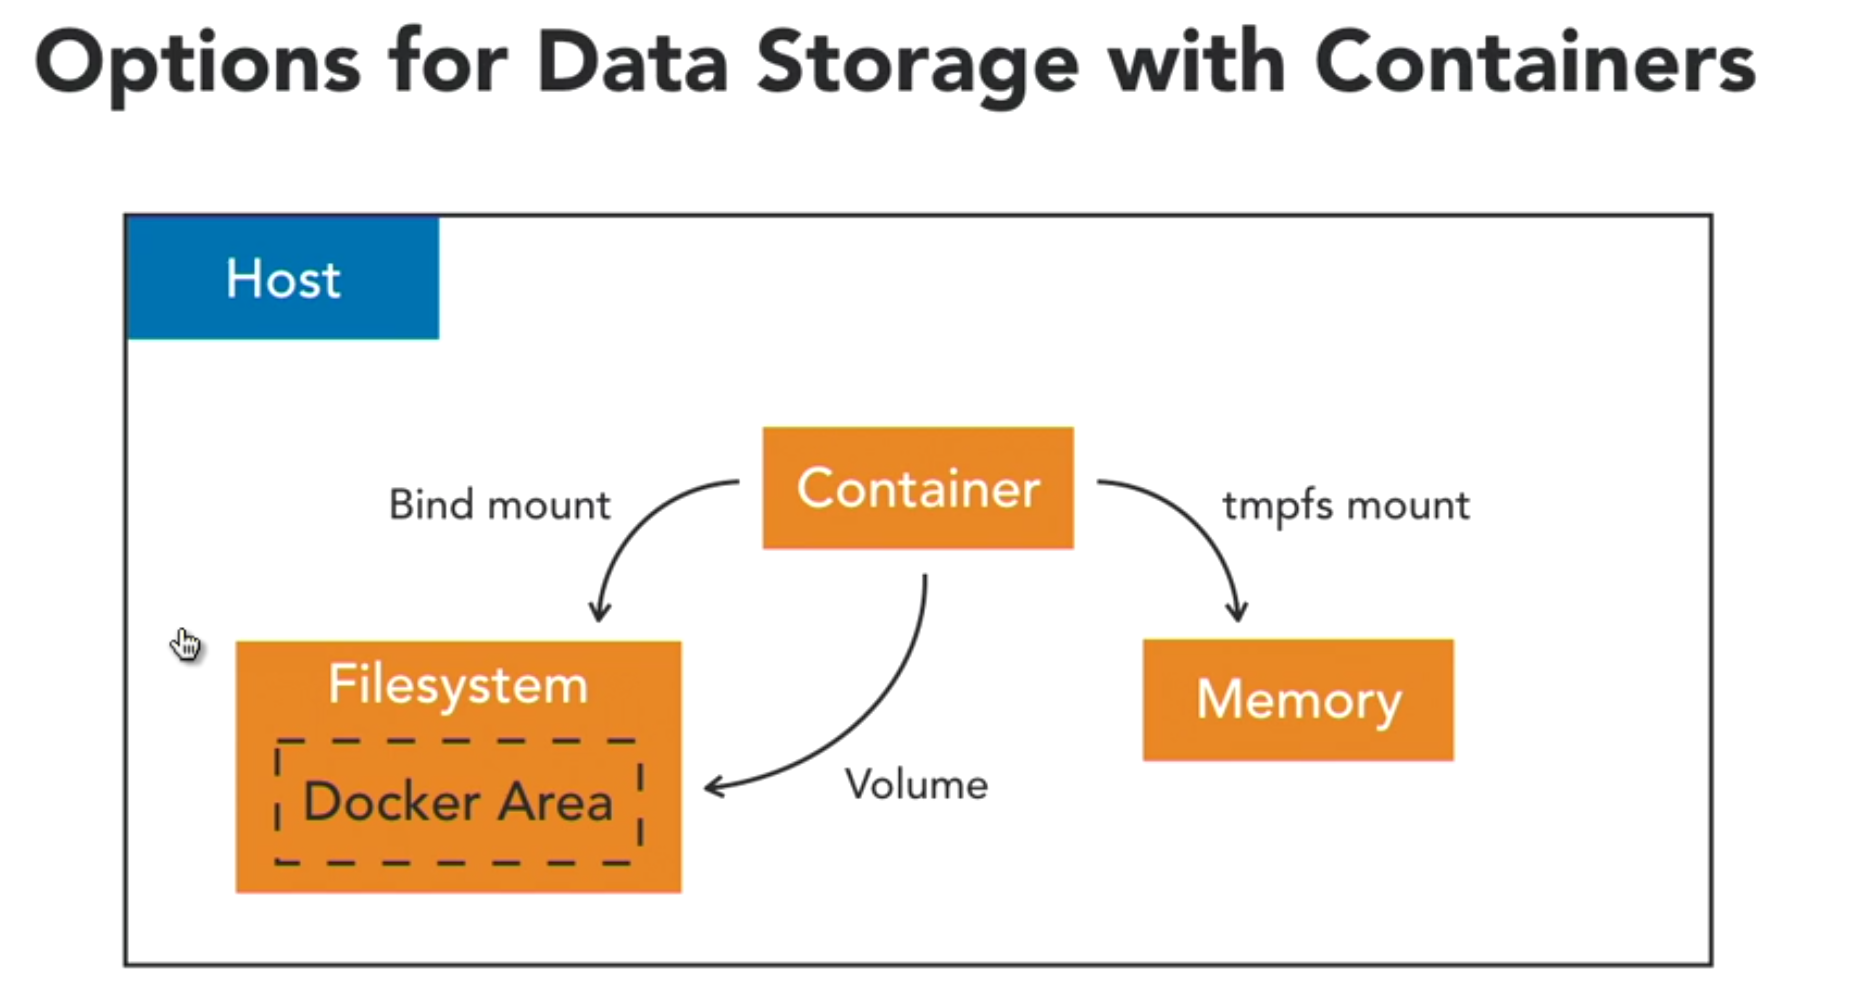 Options for Data Storage with Containers
Host
Container
Bind mount
tmpfs mount
Filesystem
Docker Area
Volume
Memory